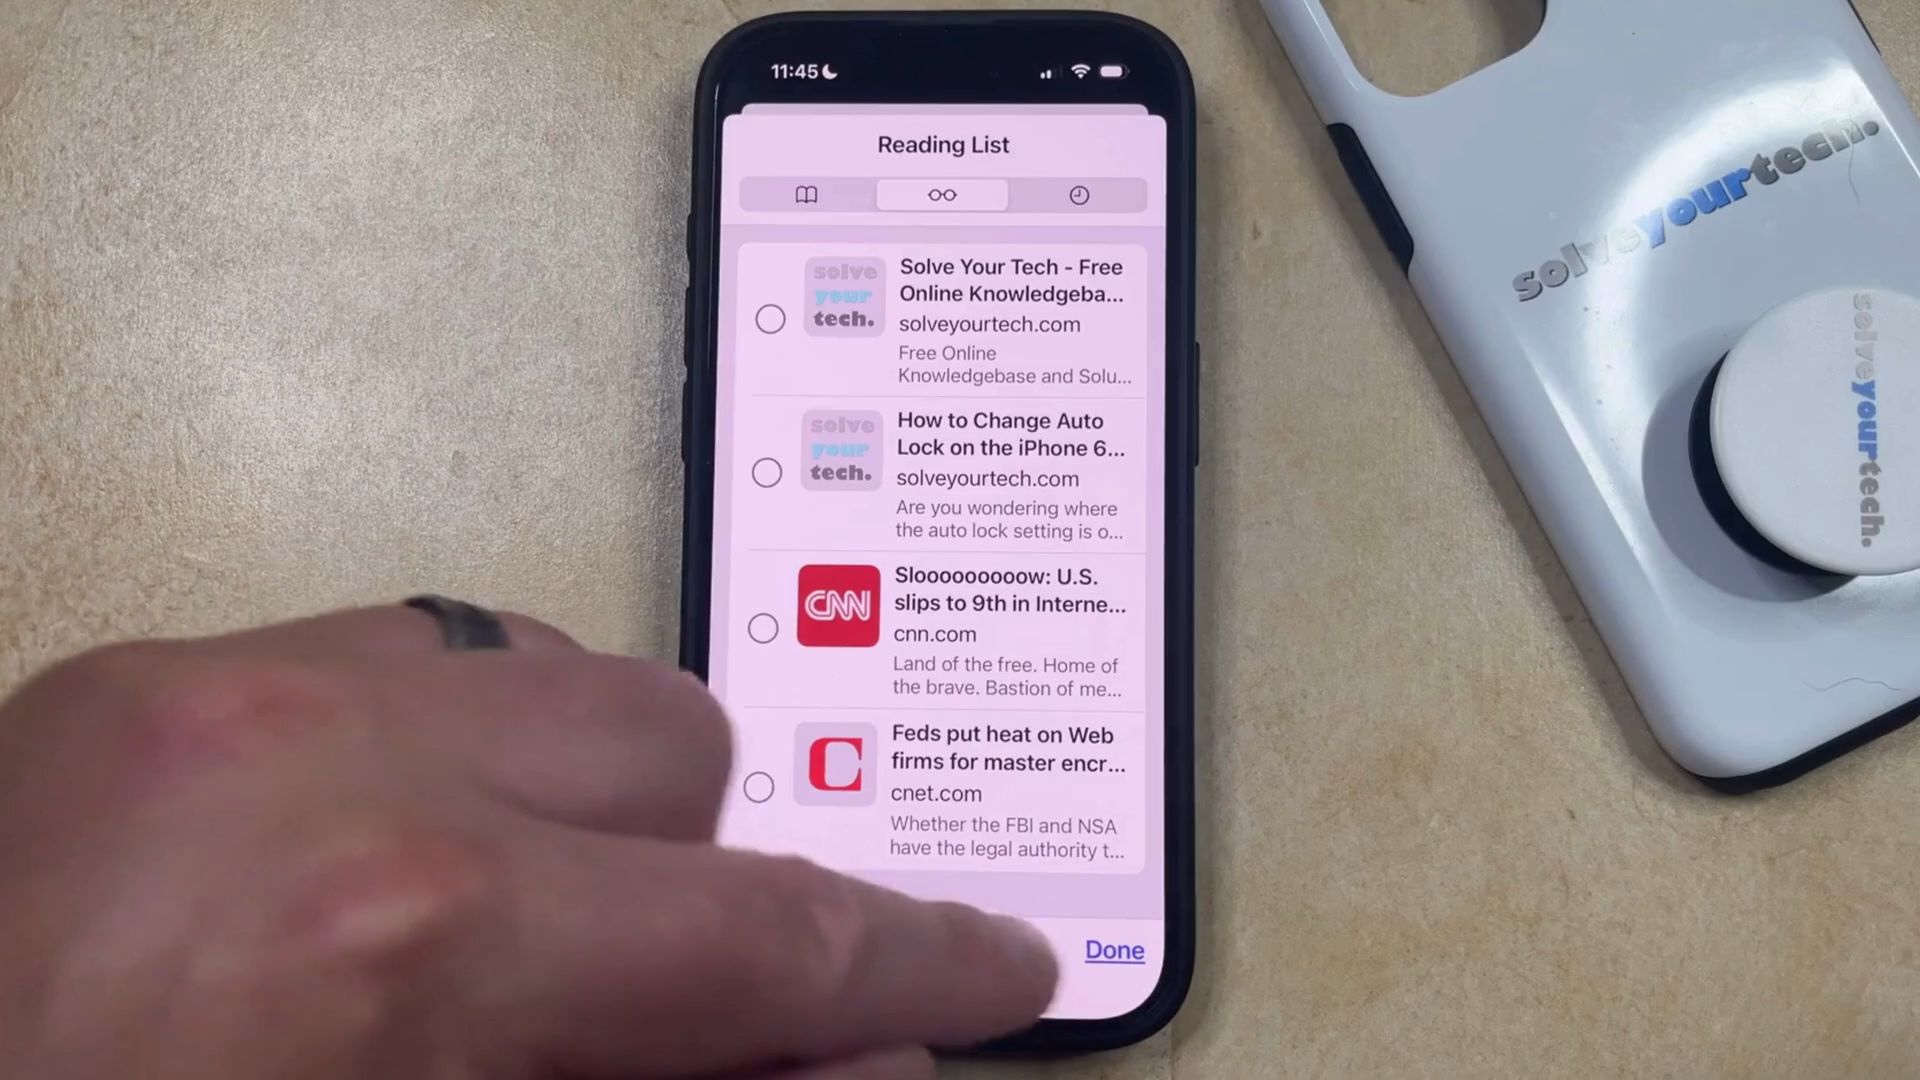 11:45
Reading List
solve
your
tech.
Solve Your Tech - Free
Online Knowledgeba...
solveyourtech.com
Free Online
Knowledgebase and Solu...
solve
your
tech.
How to Change Auto
Lock on the iPhone 6...
solveyourtech.com
Are you wondering where
the auto lock setting is o...
CNN
Slooooooooow: U.S.
slips to 9th in Interne...
cnn.com
Land of the free. Home of
the brave. Bastion of me...
C
Feds put heat on Web
firms for master encr...
cnet.com
Whether the FBI and NSA
have the legal authority t...
Done
solveyourtech.
solveyourtech.